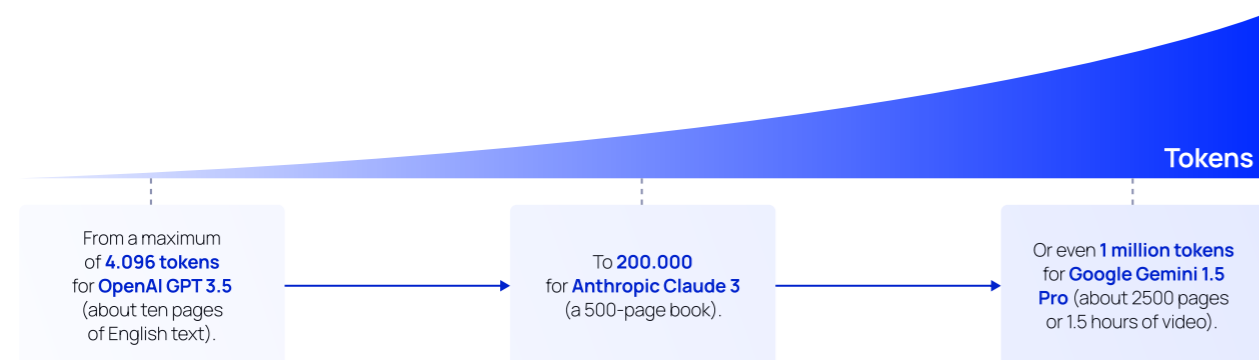 Tokens
From a maximum
of 4.096 tokens
for OpenAI GPT 3.5
(about ten pages
of English text).
To 200.000
for Anthropic Claude 3
(a 500-page book).
Or even 1 million tokens
for Google Gemini 1.5
Pro (about 2500 pages
or 1.5 hours of video).